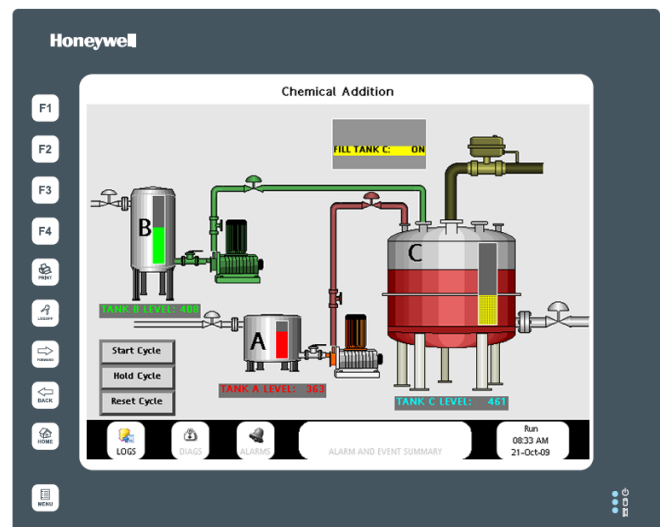 Honeywell
Chemical Addition
F1
F2
F3
F4
PRINT
LOGOFF
FORWARD
BACK
HOME
MENU
FILL TANK C: ON
B
C
A
TANK B LEVEL: 400
TANK A LEVEL: 363
TANK C LEVEL: 461
Start Cycle
Hold Cycle
Reset Cycle
LOGS
DIAGS
ALARMS
ALARM AND EVENT SUMMARY
Run
08:33 AM
21-Oct-09